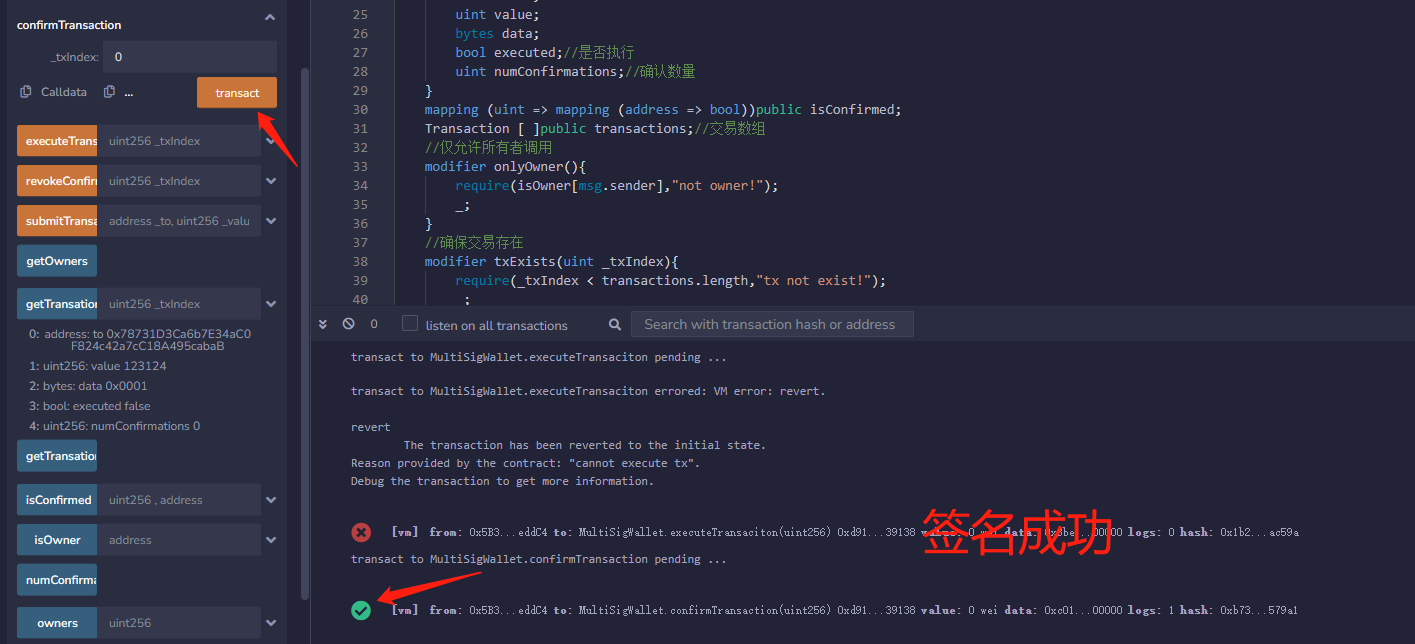 confirmTransaction
_txIndex: 0
Calldata ... transact
executeTrans uint256 _txIndex
revokeConfirr uint256 _txIndex
submitTransa address _to, uint256 _valu
getOwners
getTransation uint256 _txIndex
0: address: to 0x78731D3Ca6b7E34aC0
F824c42a7cC18A495cabaB
1: uint256: value 123124
2: bytes: data 0x0001
3: bool: executed false
4: uint256: numConfirmations 0
getTransation
isConfirmed uint256 , address
isOwner address
numConfirma
owners uint256
25 uint value;
26 bytes data;
27 bool executed;//是否执行
28 uint numConfirmations;//确认数量
29 }
30 mapping (uint => mapping (address => bool))public isConfirmed;
31 Transaction [ ]public transactions;//交易数组
32 //仅允许所有者调用
33 modifier onlyOwner(){
34 require(isOwner[msg.sender],"not owner!");
35 _;
36 }
37 //确保交易存在
38 modifier txExists(uint _txIndex){
39 require(_txIndex < transactions.length,"tx not exist!");
40 ;
0 listen on all transactions Search with transaction hash or address
transact to MultiSigWallet.executeTransaciton pending ...
transact to MultiSigWallet.executeTransaciton errored: VM error: revert.
revert
The transaction has been reverted to the initial state.
Reason provided by the contract: "cannot execute tx".
Debug the transaction to get more information.
签名成功
[vm] from: 0x5B3...eddC4 to: MultiSigWallet.executeTransaciton(uint256) 0xd91...39138 value: 0 wei data: 0x6be...00000 logs: 0 hash: 0x1b2...ac59a
transact to MultiSigWallet.confirmTransaction pending ...
[vm] from: 0x5B3...eddC4 to: MultiSigWallet.confirmTransaction(uint256) 0xd91...39138 value: 0 wei data: 0xc01...00000 logs: 1 hash: 0xb73...579a1